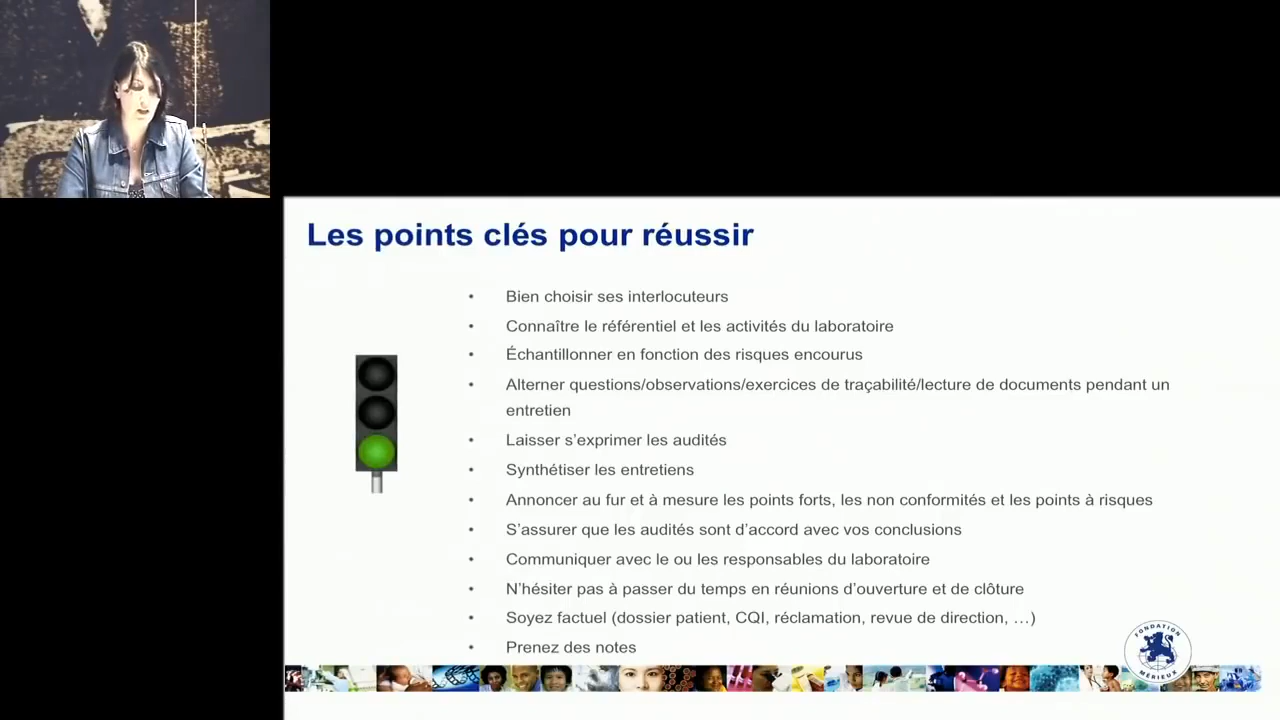 Les points clés pour réussir
• Bien choisir ses interlocuteurs
• Connaître le référentiel et les activités du laboratoire
• Échantillonner en fonction des risques encourus
• Alterner questions/observations/exercices de traçabilité/lecture de documents pendant un
entretien
• Laisser s’exprimer les audités
• Synthétiser les entretiens
• Annoncer au fur et à mesure les points forts, les non conformités et les points à risques
• S’assurer que les audités sont d’accord avec vos conclusions
• Communiquer avec le ou les responsables du laboratoire
• N’hésiter pas à passer du temps en réunions d’ouverture et de clôture
• Soyez factuel (dossier patient, CQI, réclamation, revue de direction, …)
• Prenez des notes
FONDATION
MÉRIEUX